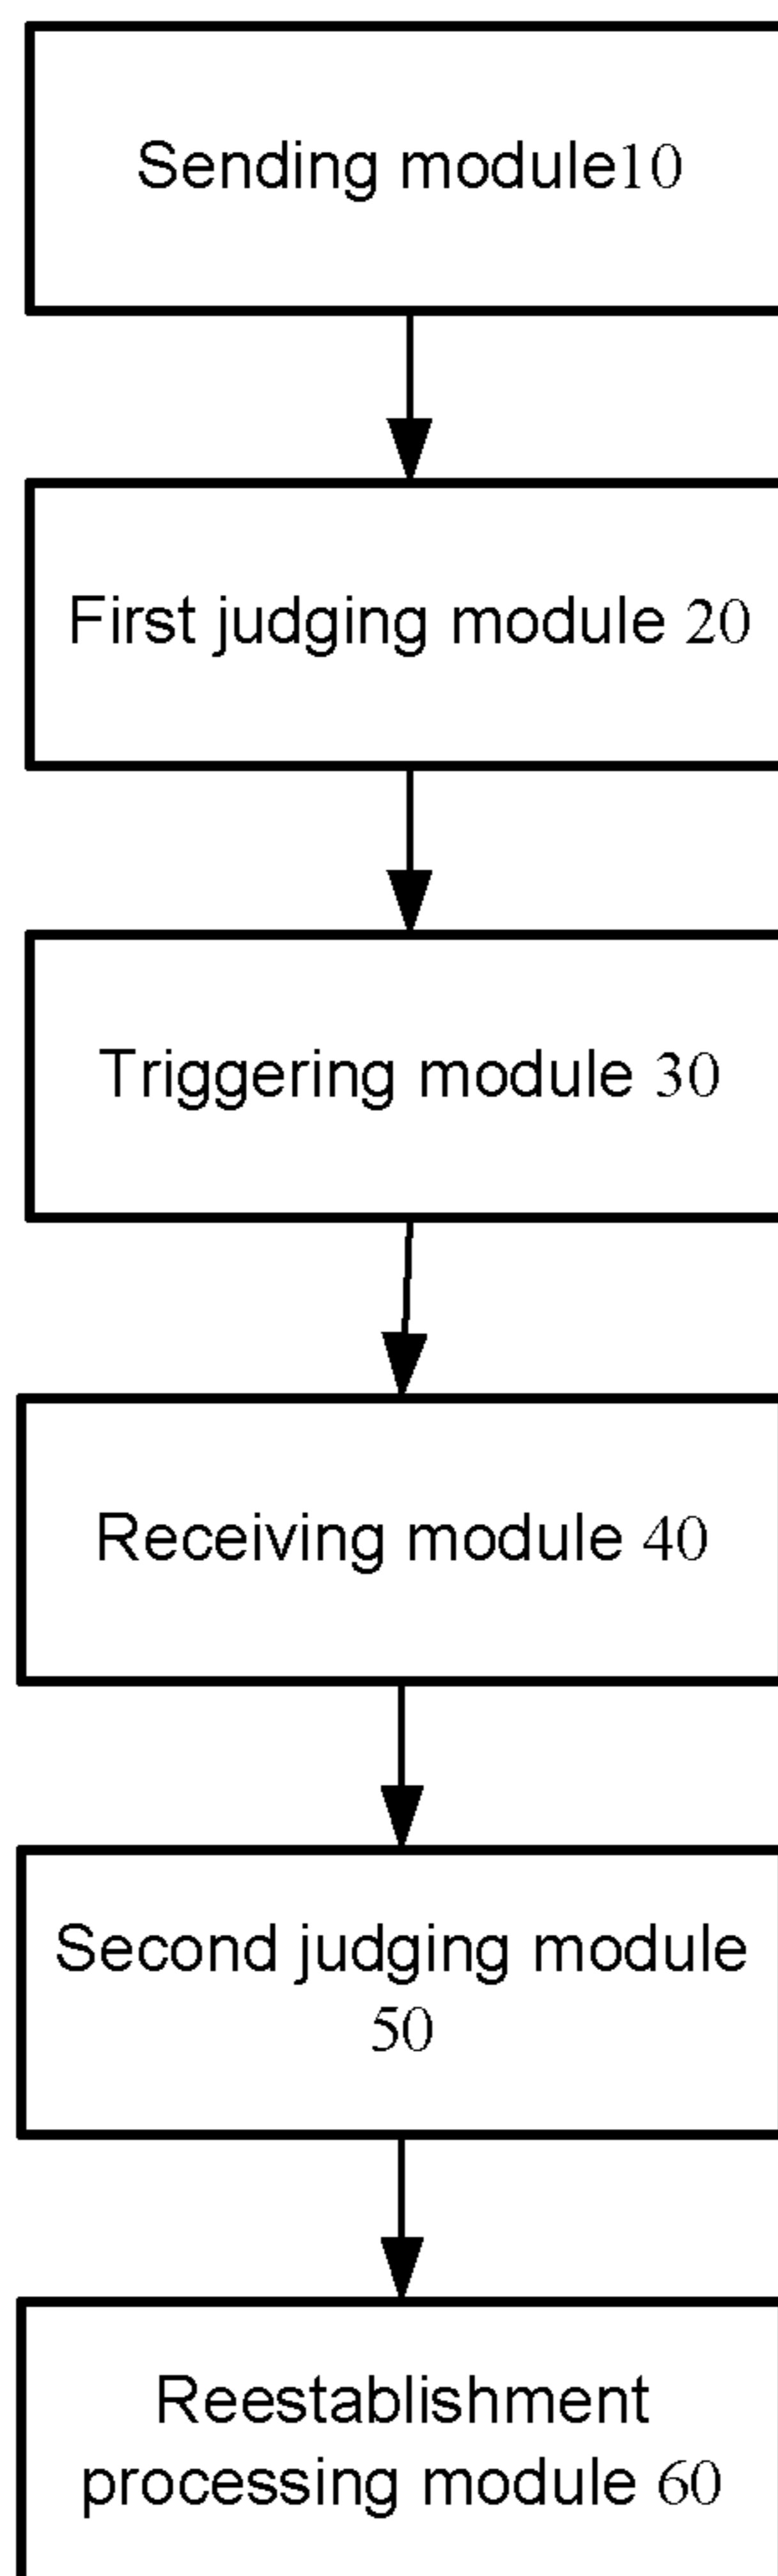 Sending module10
First judging module 20
Triggering module 30
Receiving module 40
Second judging module
50
Reestablishment
processing module 60